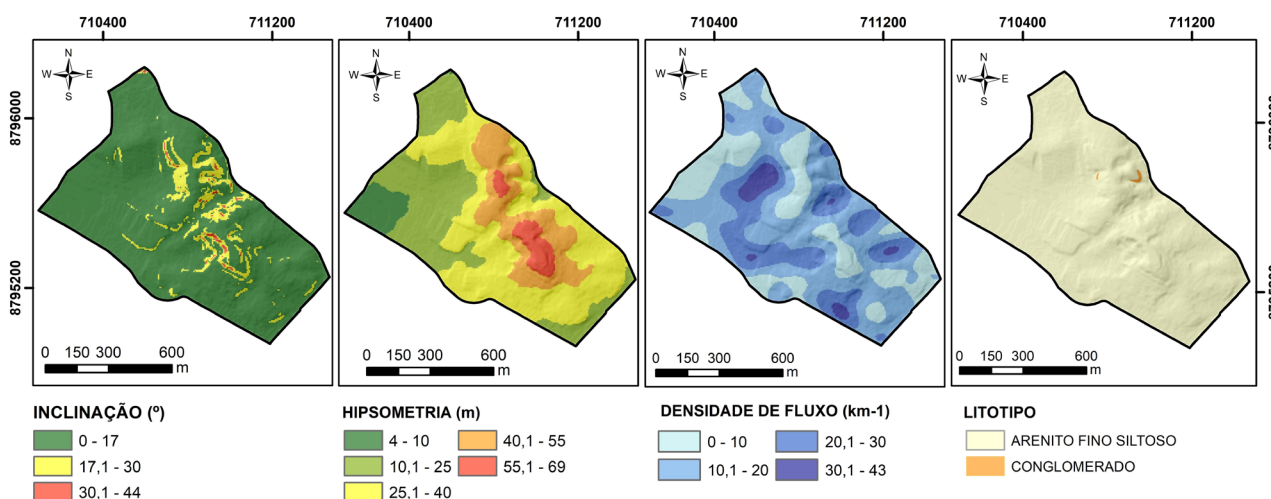 710400 711200 710400 711200 710400 711200 710400 711200
N
W E
S
N
W E
S
N
W E
S
N
W E
S
8796000
8795200
0 150 300 600
m
0 150 300 600
m
0 150 300 600
m
0 150 300 600
m
INCLINAÇÃO (º)
0 - 17
17,1 - 30
30,1 - 44
HIPSOMETRIA (m)
4 - 10
10,1 - 25
25,1 - 40
40,1 - 55
55,1 - 69
DENSIDADE DE FLUXO (km-1)
0 - 10
10,1 - 20
20,1 - 30
30,1 - 43
LITOTIPO
ARENITO FINO SILTOSO
CONGLOMERADO